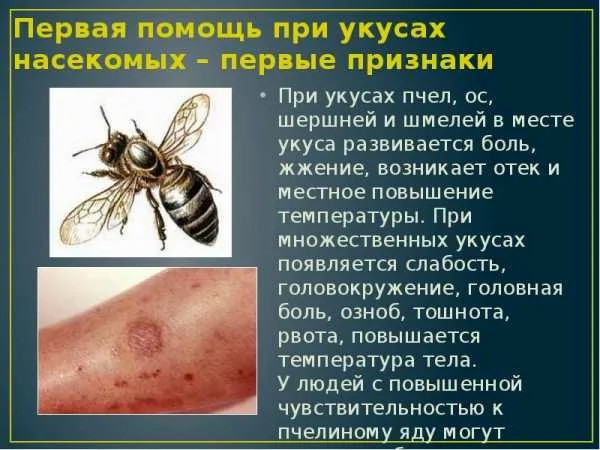 Первая помощь при укусах
насекомых – первые признаки
• При укусах пчел, ос,
шершней и шмелей в месте
укуса развивается боль,
жжение, возникает отек и
местное повышение
температуры. При
множественных укусах
появляется слабость,
головокружение, головная
боль, озноб, тошнота,
рвота, повышается
температура тела.
У людей с повышенной
чувствительностью к
пчелиному яду могут